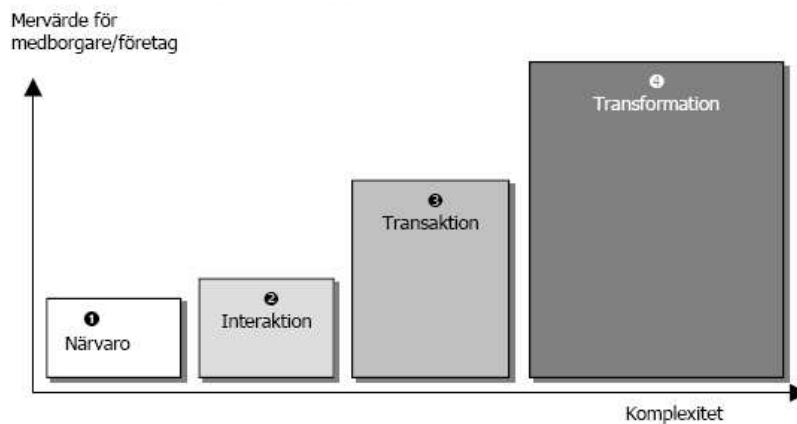 Mervärde för
medborgare/företag
❹
Transformation
❸
Transaktion
❷
Interaktion
❶
Närvaro
Komplexitet